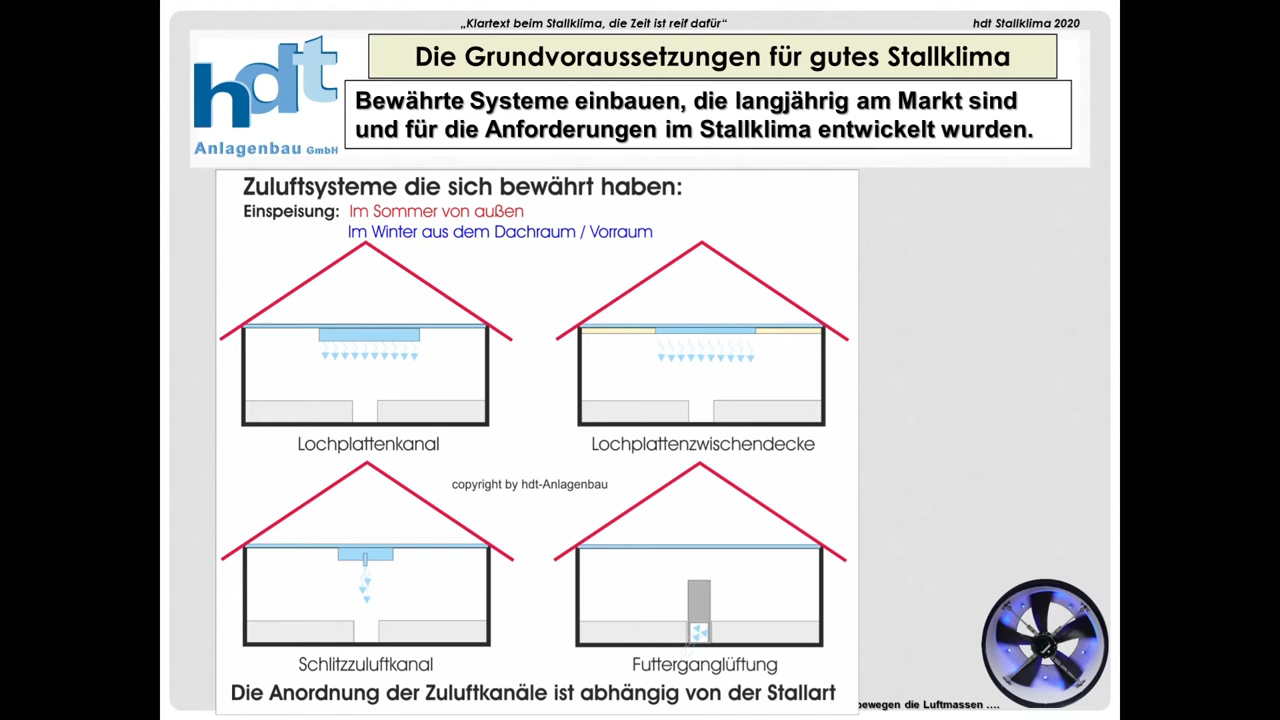 „Klartext beim Stallklima, die Zeit ist reif dafür“
hdt Stallklima 2020
hdt
Anlagenbau GmbH
Die Grundvoraussetzungen für gutes Stallklima
Bewährte Systeme einbauen, die langjährig am Markt sind
und für die Anforderungen im Stallklima entwickelt wurden.
Zuluftsysteme die sich bewährt haben:
Einspeisung: Im Sommer von außen
Im Winter aus dem Dachraum / Vorraum
Lochplattenkanal
Lochplattenzwischendecke
copyright by hdt-Anlagenbau
Schlitzzuluftkanal
Futterganglüftung
Die Anordnung der Zuluftkanäle ist abhängig von der Stallart
bewegen die Luftmassen ....